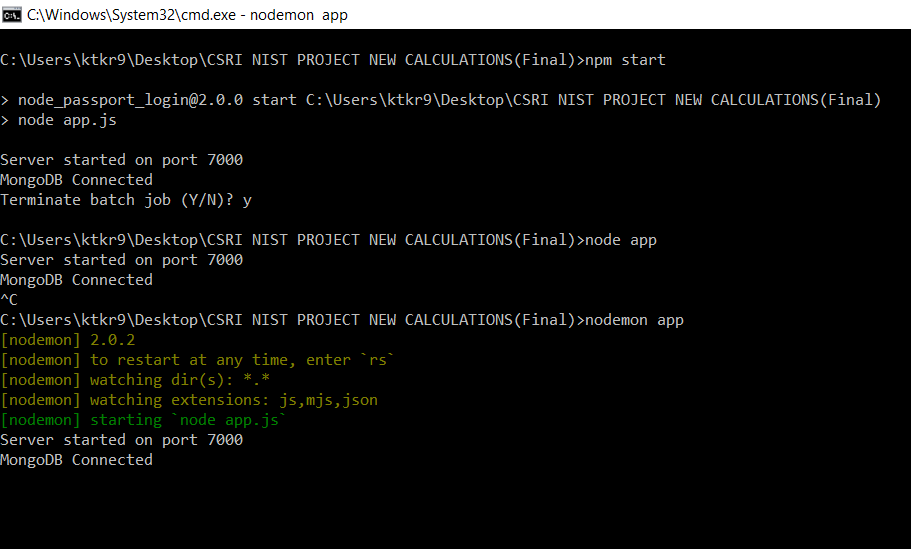 C:\Windows\System32\cmd.exe - nodemon  app
C:\Users\ktkr9\Desktop\CSRI NIST PROJECT NEW CALCULATIONS(Final)>npm start
> node_passport_login@2.0.0 start C:\Users\ktkr9\Desktop\CSRI NIST PROJECT NEW CALCULATIONS(Final)
> node app.js
Server started on port 7000
MongoDB Connected
Terminate batch job (Y/N)? y
C:\Users\ktkr9\Desktop\CSRI NIST PROJECT NEW CALCULATIONS(Final)>node app
Server started on port 7000
MongoDB Connected
^C
C:\Users\ktkr9\Desktop\CSRI NIST PROJECT NEW CALCULATIONS(Final)>nodemon app
[nodemon] 2.0.2
[nodemon] to restart at any time, enter `rs`
[nodemon] watching dir(s): *.*
[nodemon] watching extensions: js,mjs,json
[nodemon] starting `node app.js`
Server started on port 7000
MongoDB Connected